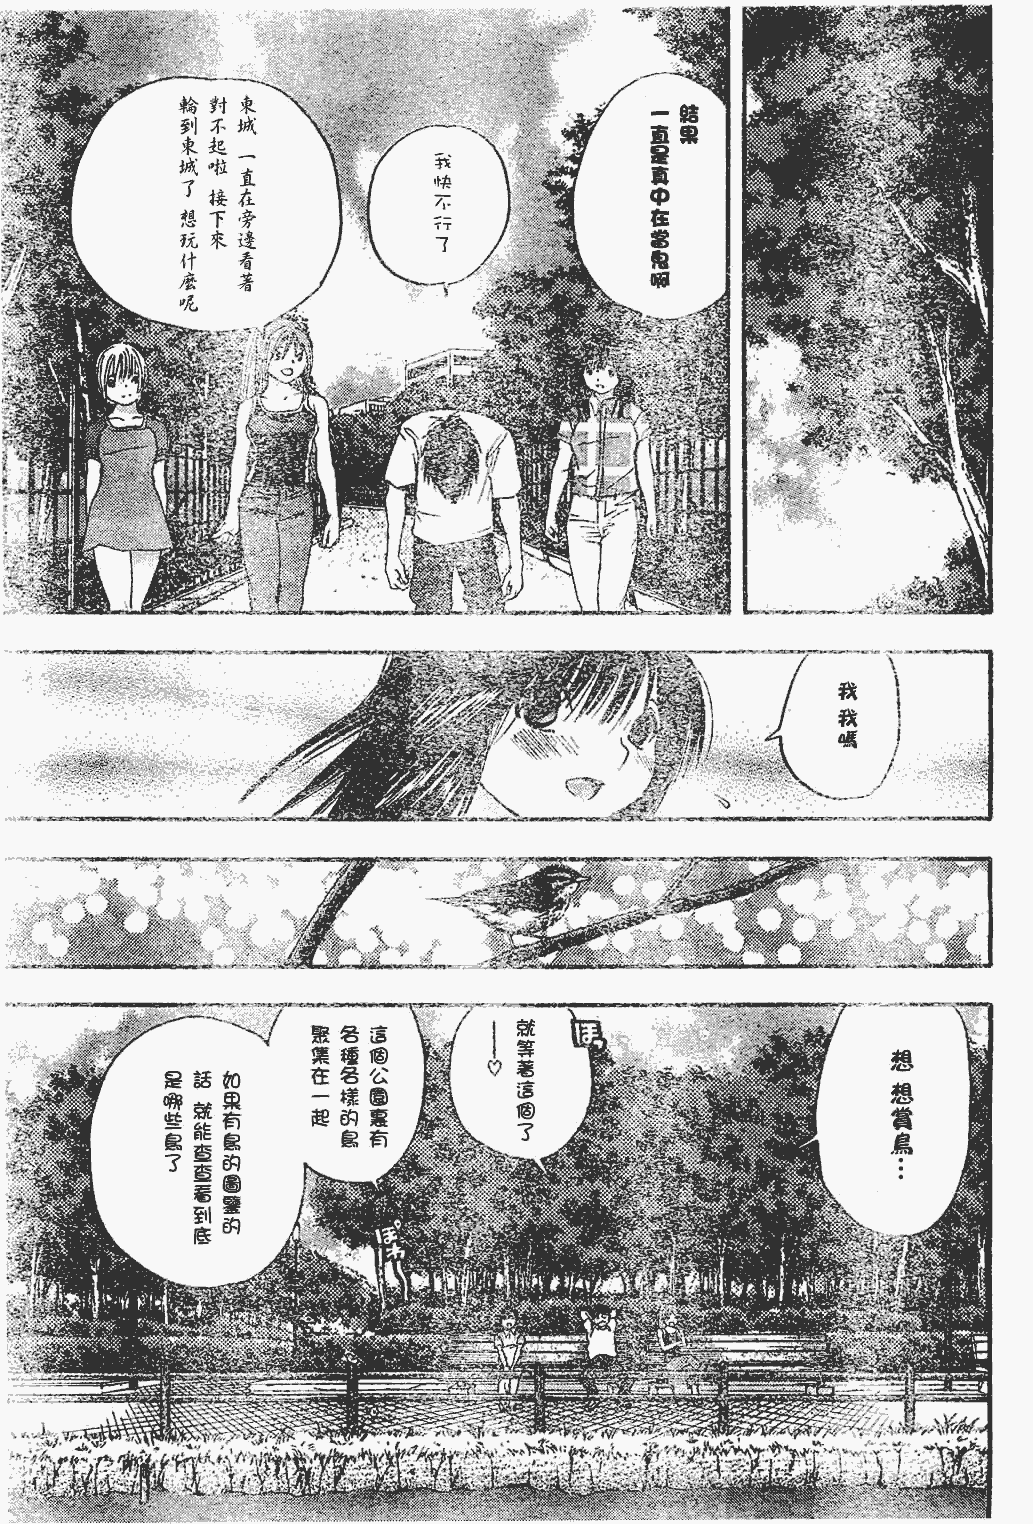 結果
一直是真中在當鬼啊
我快不行了
東城 一直在旁邊看著
對不起啦 接下來
輪到東城了 想玩什麼呢
我 我嗎
想 想賞鳥…
ほっ
就等著這個了
──♡
這個公園裏有
各種各樣的鳥
聚集在一起
ぽわ
如果有鳥的圖鑒的
話 就能查查看到底
是哪些鳥了